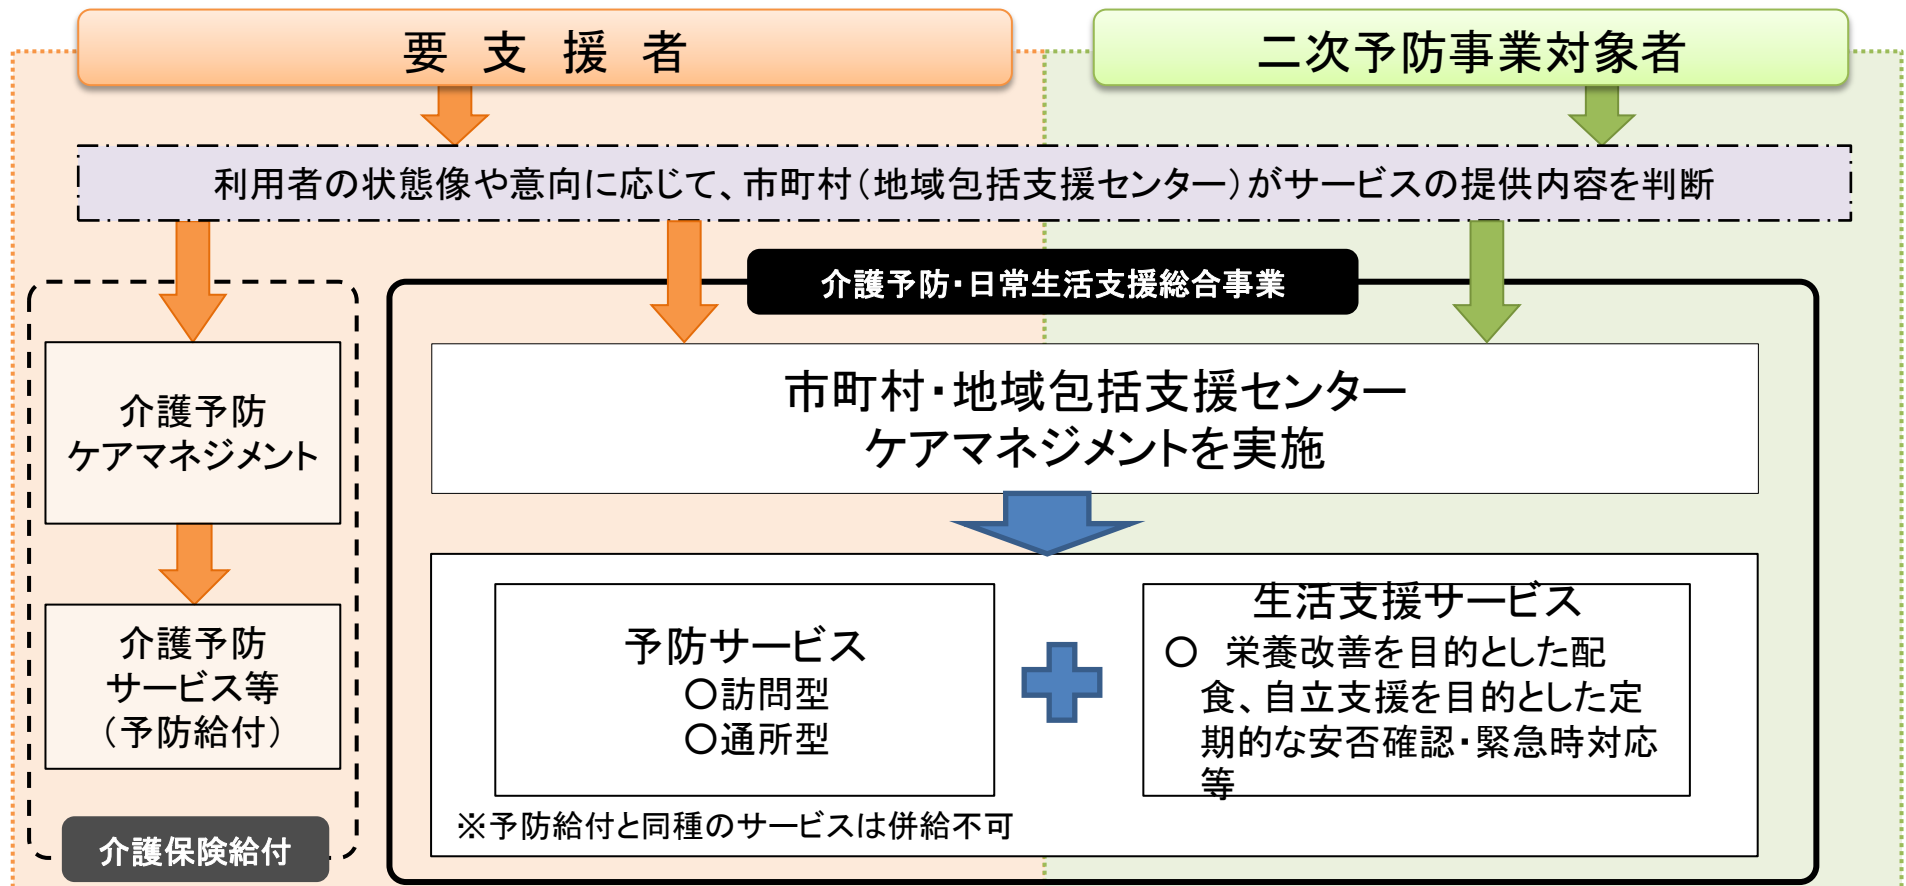 要 支 援 者
二次予防事業対象者
利用者の状態像や意向に応じて、市町村（地域包括支援センター）がサービスの提供内容を判断
介護予防
ケアマネジメント
介護予防
サービス等
（予防給付）
介護保険給付
介護予防・日常生活支援総合事業
市町村・地域包括支援センター
ケアマネジメントを実施
予防サービス
○訪問型
○通所型
生活支援サービス
○ 栄養改善を目的とした配
食、自立支援を目的とした定
期的な安否確認・緊急時対応
等
※予防給付と同種のサービスは併給不可